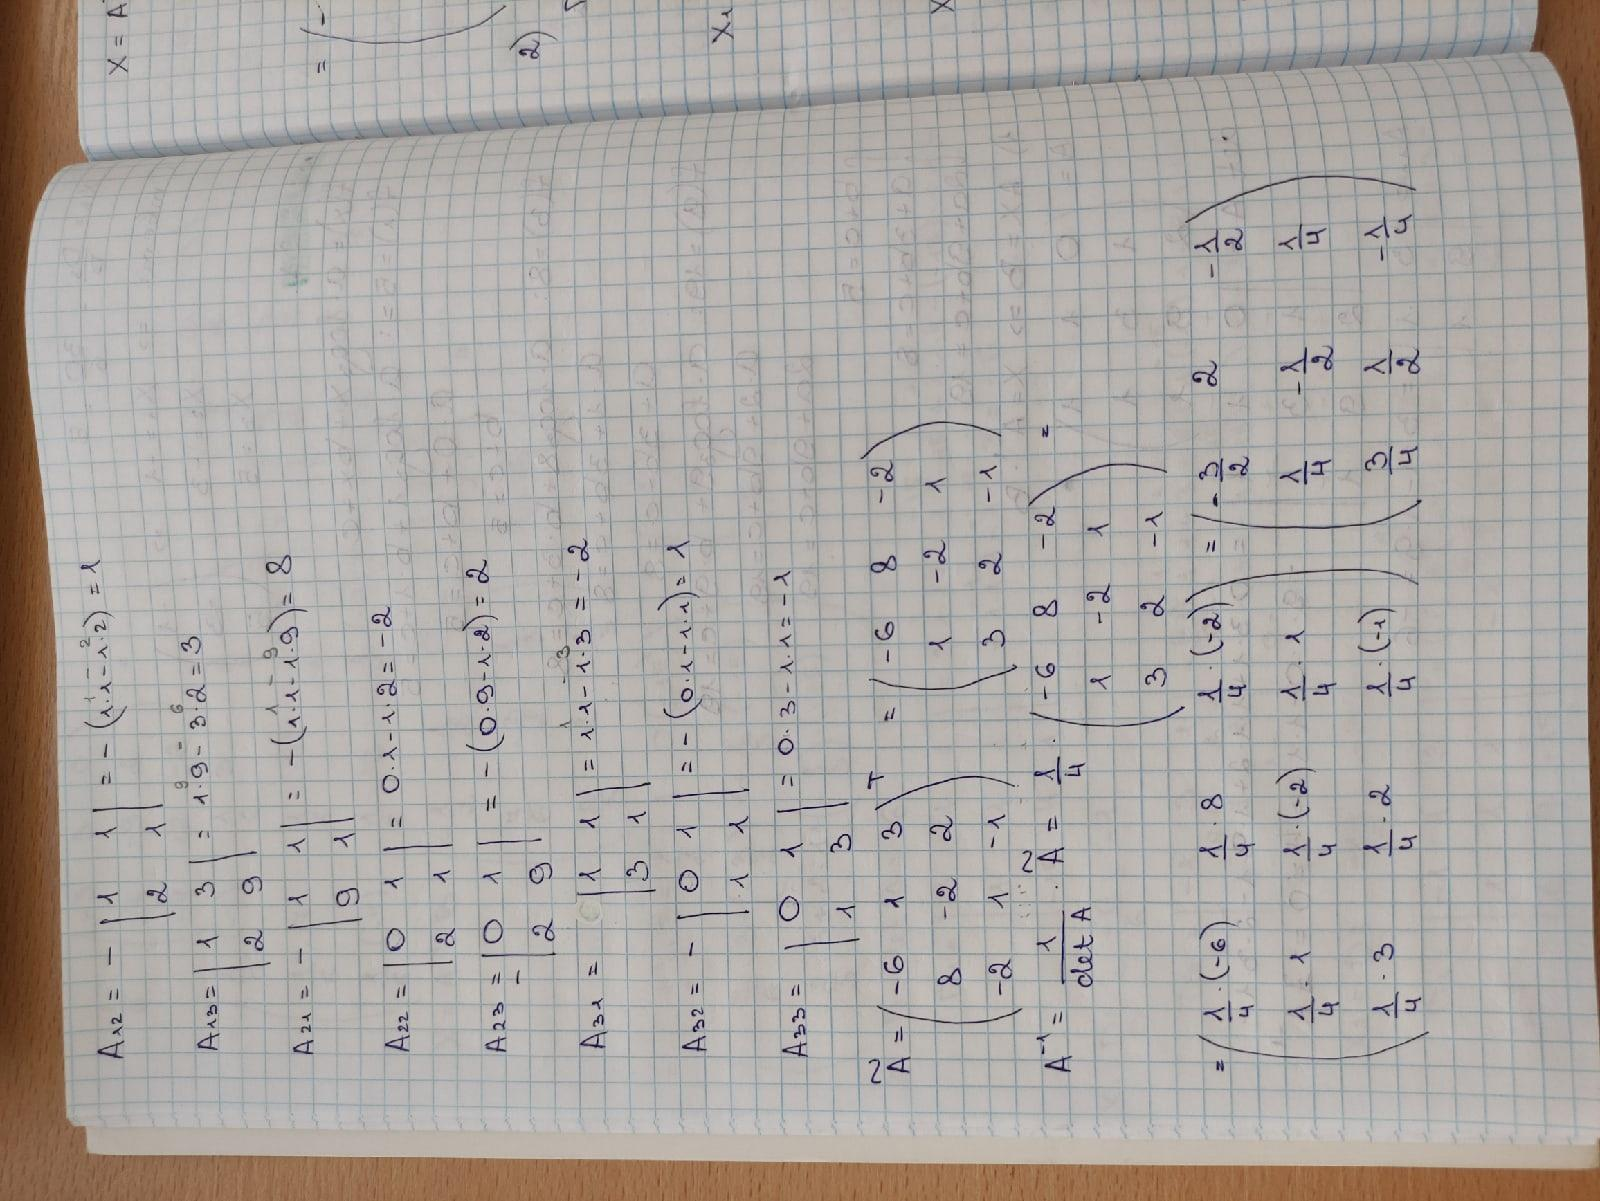 A₁₂ = - |1 1| = -(1·1-1·2) = 1
|2 1|
A₁₃ = |1 3| = 1·9-3·2 = 3
|2 9|
A₂₁ = - |1 1| = -(1·1-1·9) = 8
|9 1|
A₂₂ = |0 1| = 0·1-1·2 = -2
|2 1|
A₂₃ = - |0 1| = -(0·9-1·2) = 2
|2 9|
A₃₁ = |1 1| = 1·1-1·3 = -2
|3 1|
A₃₂ = - |0 1| = -(0·1-1·1) = 1
|1 1|
A₃₃ = |0 1| = 0·3-1·1 = -1
|1 3|
Ã = (-6 1 3)ᵀ = (-6 8 -2)
(8 -2 2) (1 -2 1)
(-2 1 -1) (3 2 -1)
A⁻¹ = 1/det A · Ã = 1/4 · (-6 8 -2) =
(1 -2 1)
(3 2 -1)
= (1/4·(-6) 1/4·8 1/4·(-2)) = (-3/2 2 -1/2)
(1/4·1 1/4·(-2) 1/4·1) (1/4 -1/2 1/4)
(1/4·3 1/4·2 1/4·(-1)) (3/4 1/2 -1/4)
X = A
= (-
2)
X₁
X